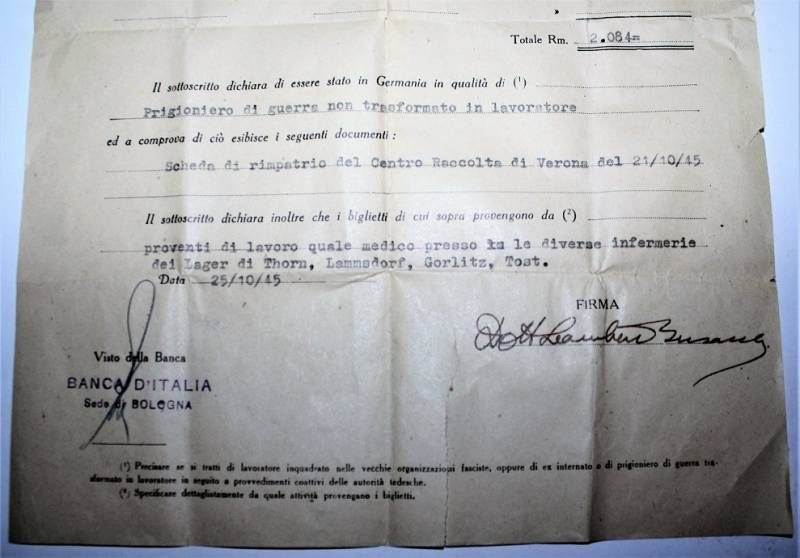 Totale Rm. 2.084=
Il sottoscritto dichiara di essere stato in Germania in qualità di (¹)
Prigioniero di guerra non trasformato in lavoratore
ed a comprova di ciò esibisce i seguenti documenti :
Scheda di rimpatrio del Centro Raccolta di Verona del 21/10/45
Il sottoscritto dichiara inoltre che i biglietti di cui sopra provengono da (²)
proventi di lavoro quale medico presso le diverse infermerie
dei Lager di Thorn, Lammsdorf, Gorlitz, Tost.
Data 25/10/45
FIRMA
Dott
Visto della Banca
BANCA D'ITALIA
Sede di BOLOGNA
(¹) Precisare se si tratti di lavoratore inquadrato nelle vecchie organizzazioni fasciste, oppure di ex internato o di prigioniero di guerra tra-
sformato in lavoratore in seguito a provvedimenti coattivi delle autorità tedesche.
(²) Specificare dettagliatamente da quale attività provengano i biglietti.